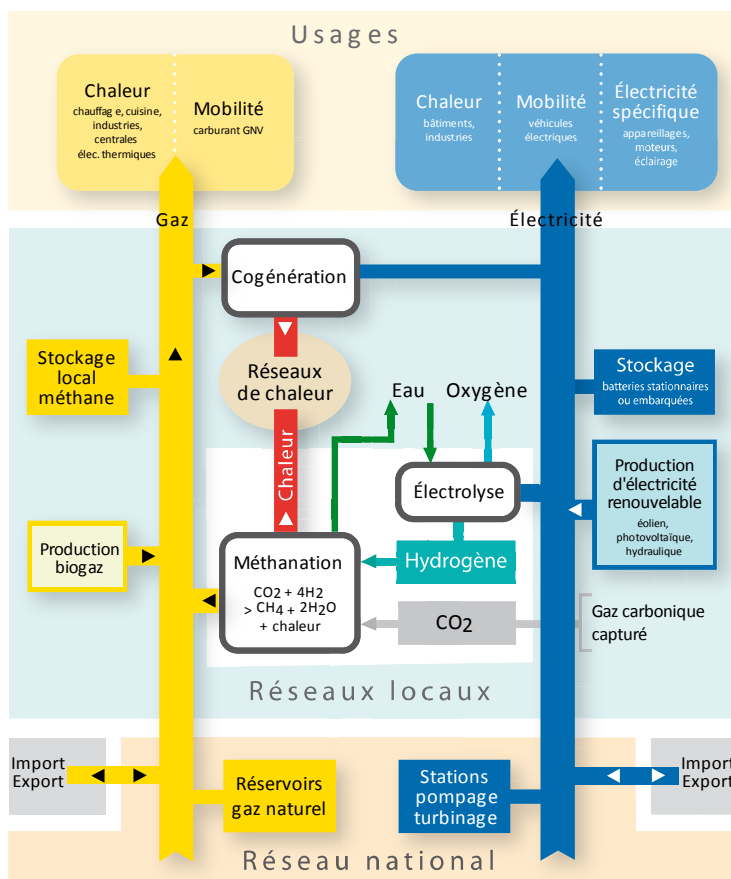 Usages
Chaleur
chauffage, cuisine,
industries,
centrales
élec. thermiques
Mobilité
carburant GNV
Chaleur
bâtiments,
industries
Mobilité
véhicules
électriques
Électricité
spécifique
appareillages,
moteurs,
éclairage
Gaz
Électricité
Cogénération
Stockage
local
méthane
Réseaux
de chaleur
Eau
Oxygène
Stockage
batteries stationnaires
ou embarquées
Chaleur
Électrolyse
Production
d'électricité
renouvelable
éolien,
photovoltaïque,
hydraulique
Production
biogaz
Méthanation
CO2 + 4H2
> CH4 + 2H2O
+ chaleur
Hydrogène
CO2
Gaz carbonique
capturé
Réseaux locaux
Import
Export
Réservoirs
gaz naturel
Stations
pompage
turbinage
Import
Export
Réseau national